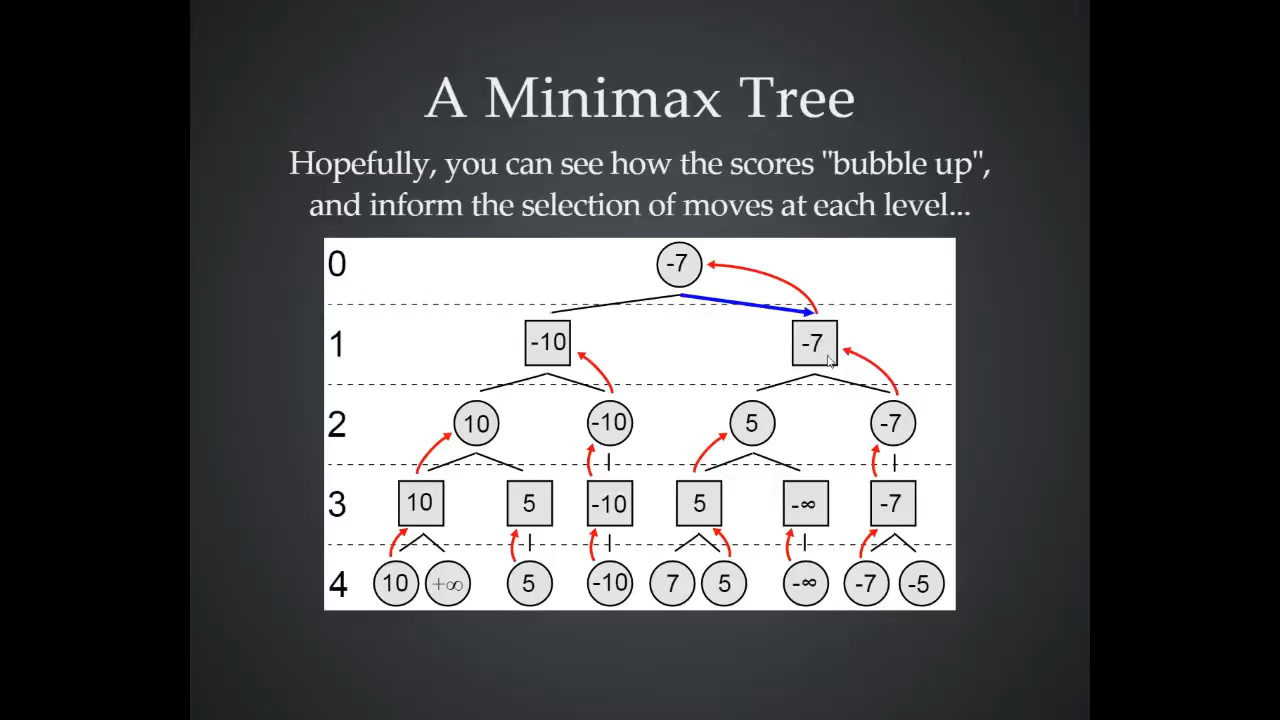 A Minimax Tree
Hopefully, you can see how the scores "bubble up",
and inform the selection of moves at each level...
0 -7
1 -10 -7
2 10 -10 5 -7
3 10 5 -10 5 -∞ -7
4 10 +∞ 5 -10 7 5 -∞ -7 -5